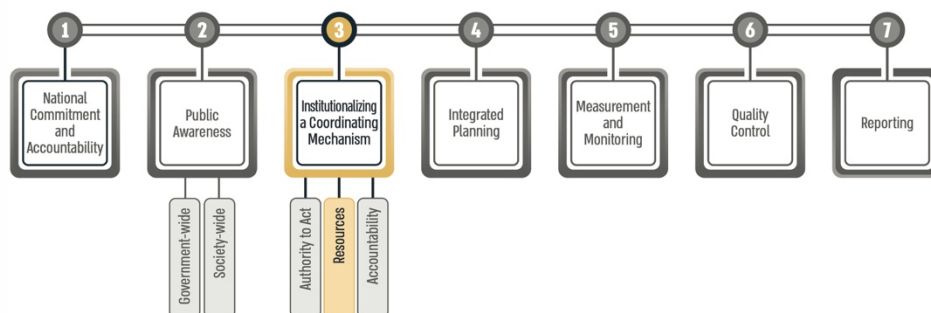 1
2
3
4
5
6
7
National
Commitment
and
Accountability
Public
Awareness
Institutionalizing
a Coordinating
Mechanism
Integrated
Planning
Measurement
and
Monitoring
Quality
Control
Reporting
Government-wide
Society-wide
Authority to Act
Resources
Accountability